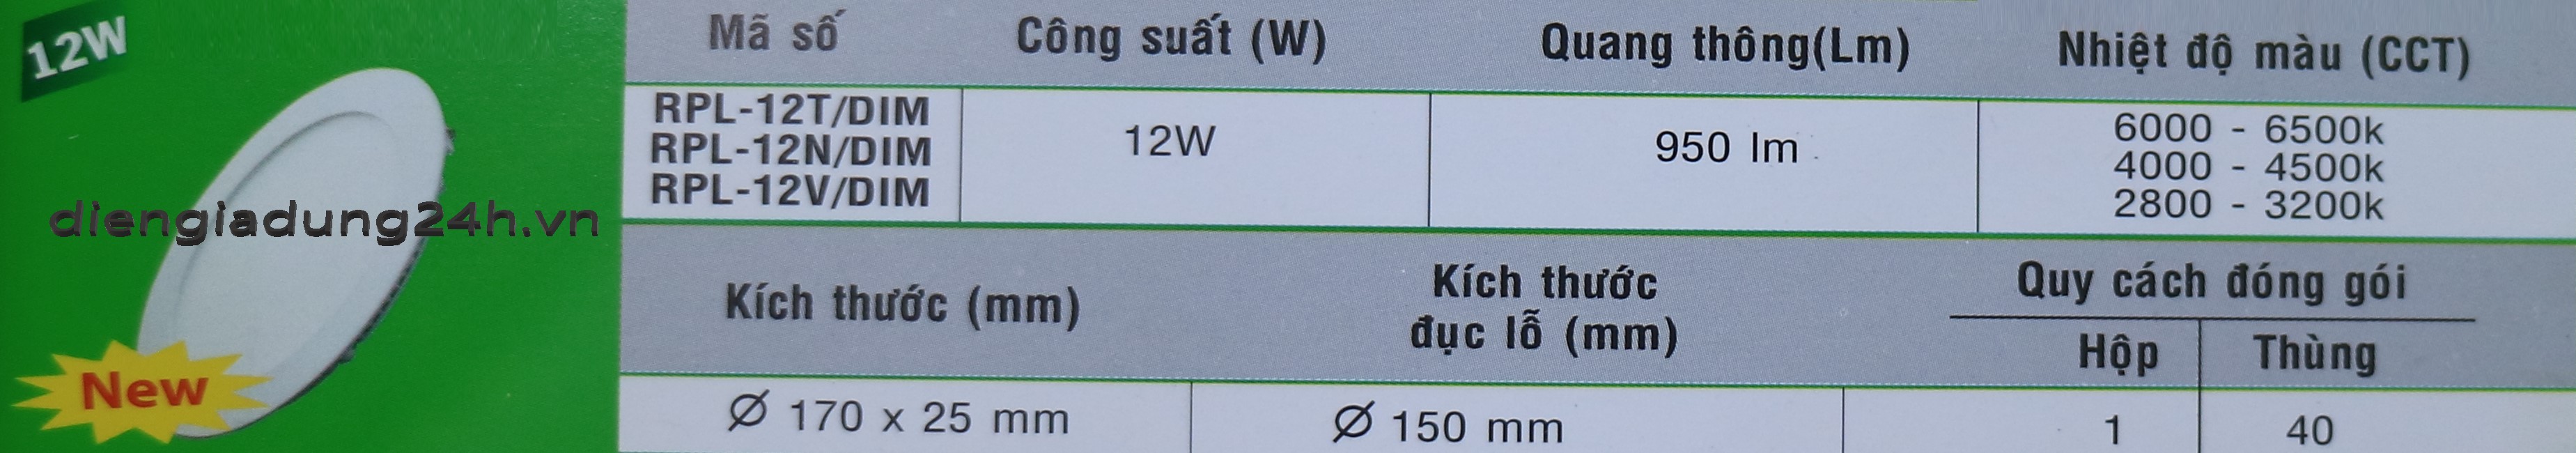 12W
diengiadung24h.vn
New
Mã số Công suất (W) Quang thông(Lm) Nhiệt độ màu (CCT)
RPL-12T/DIM 12W 950 lm 6000 - 6500k
RPL-12N/DIM 4000 - 4500k
RPL-12V/DIM 2800 - 3200k
Kích thước (mm) Kích thước đục lỗ (mm) Quy cách đóng gói
Hộp Thùng
Ø 170 x 25 mm Ø 150 mm 1 40